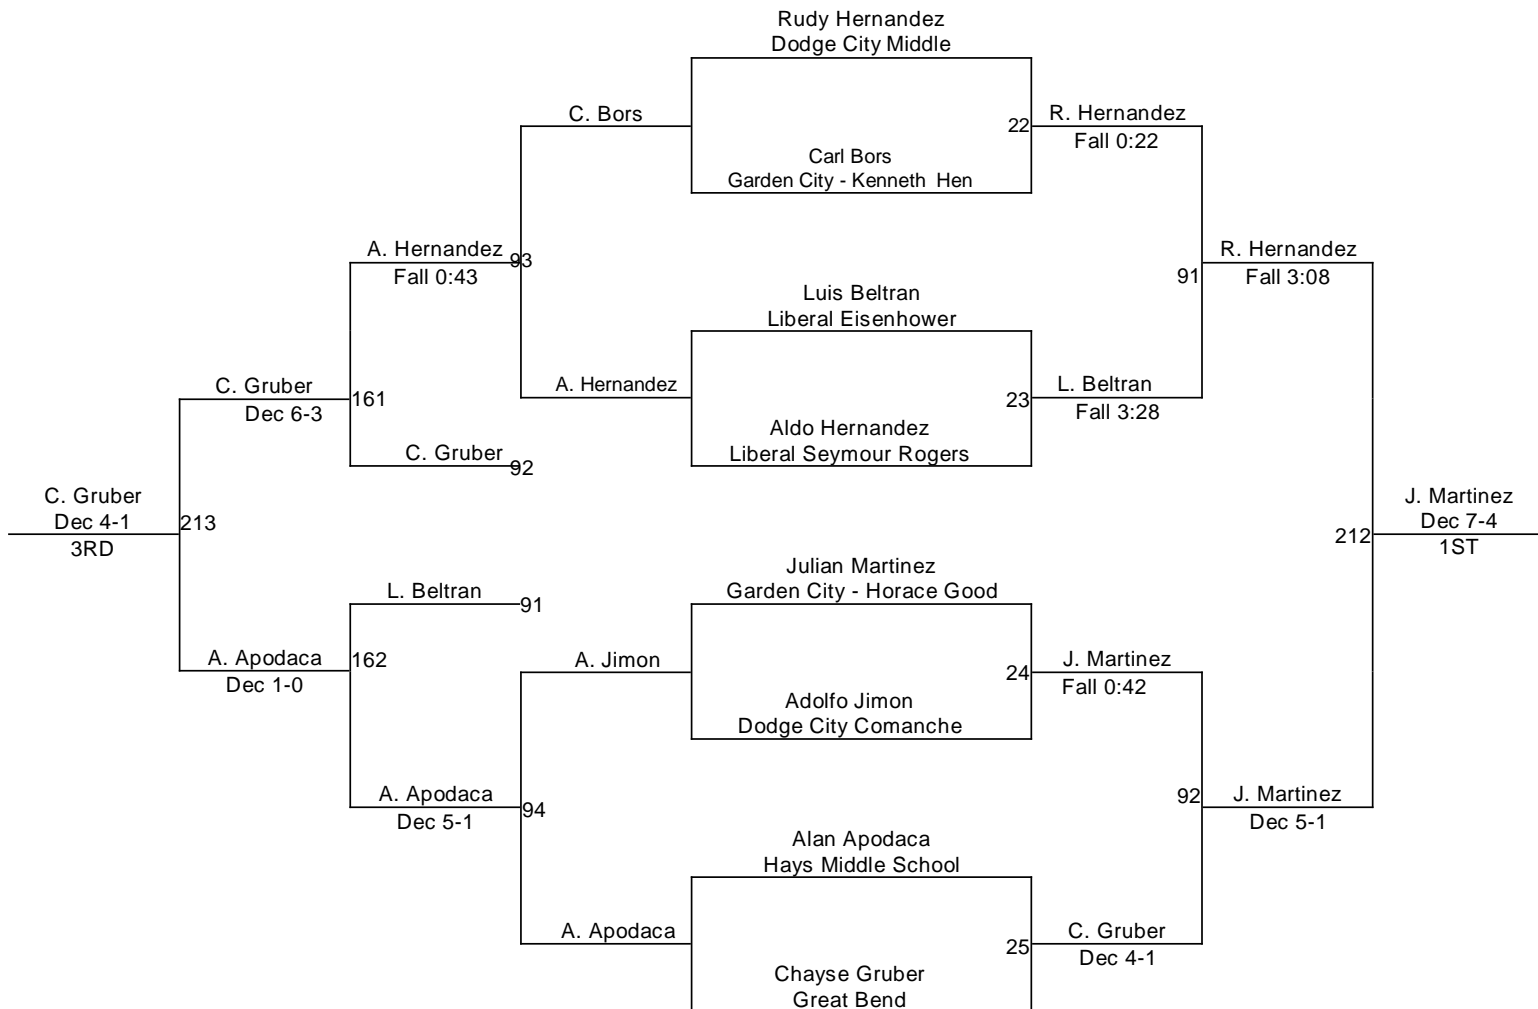 Rudy Hernandez
Dodge City Middle
C. Bors
22
R. Hernandez
Fall 0:22
Carl Bors
Garden City - Kenneth Hen
A. Hernandez
93
Fall 0:43
R. Hernandez
91
Fall 3:08
Luis Beltran
Liberal Eisenhower
C. Gruber
161
Dec 6-3
A. Hernandez
23
L. Beltran
Fall 3:28
Aldo Hernandez
Liberal Seymour Rogers
C. Gruber
92
C. Gruber
Dec 4-1
213
3RD
J. Martinez
Dec 7-4
212
1ST
Julian Martinez
Garden City - Horace Good
L. Beltran
91
A. Apodaca
162
Dec 1-0
A. Jimon
24
J. Martinez
Fall 0:42
Adolfo Jimon
Dodge City Comanche
A. Apodaca
94
Dec 5-1
92
J. Martinez
Dec 5-1
Alan Apodaca
Hays Middle School
A. Apodaca
25
C. Gruber
Dec 4-1
Chayse Gruber
Great Bend